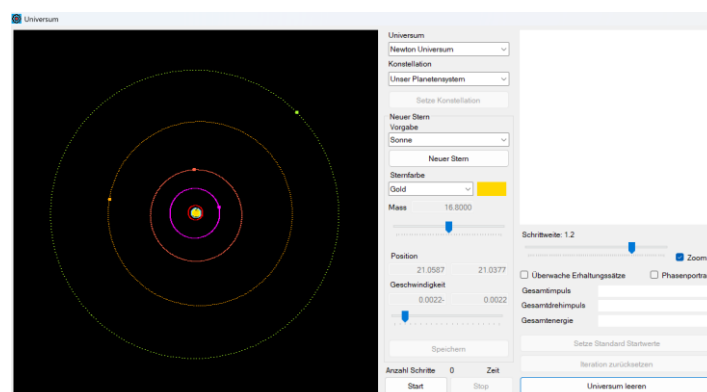 Universum
Universum
Newton Universum
Konstellation
Unser Planetensystem
Setze Konstellation
Neuer Stern
Vorgabe
Sonne
Neuer Stern
Sternfarbe
Gold
Mass 16.8000
Position
21.0587 21.0377
Geschwindigkeit
0.0022- 0.0022
Speichern
Anzahl Schritte 0 Zeit
Start Stop
Schrittweite: 1.2
Zoom
Überwache Erhaltungssätze Phasenportra
Gesamtimpuls
Gesamtdrehimpuls
Gesamtenergie
Setze Standard Startwerte
Iteration zurücksetzen
Universum leeren